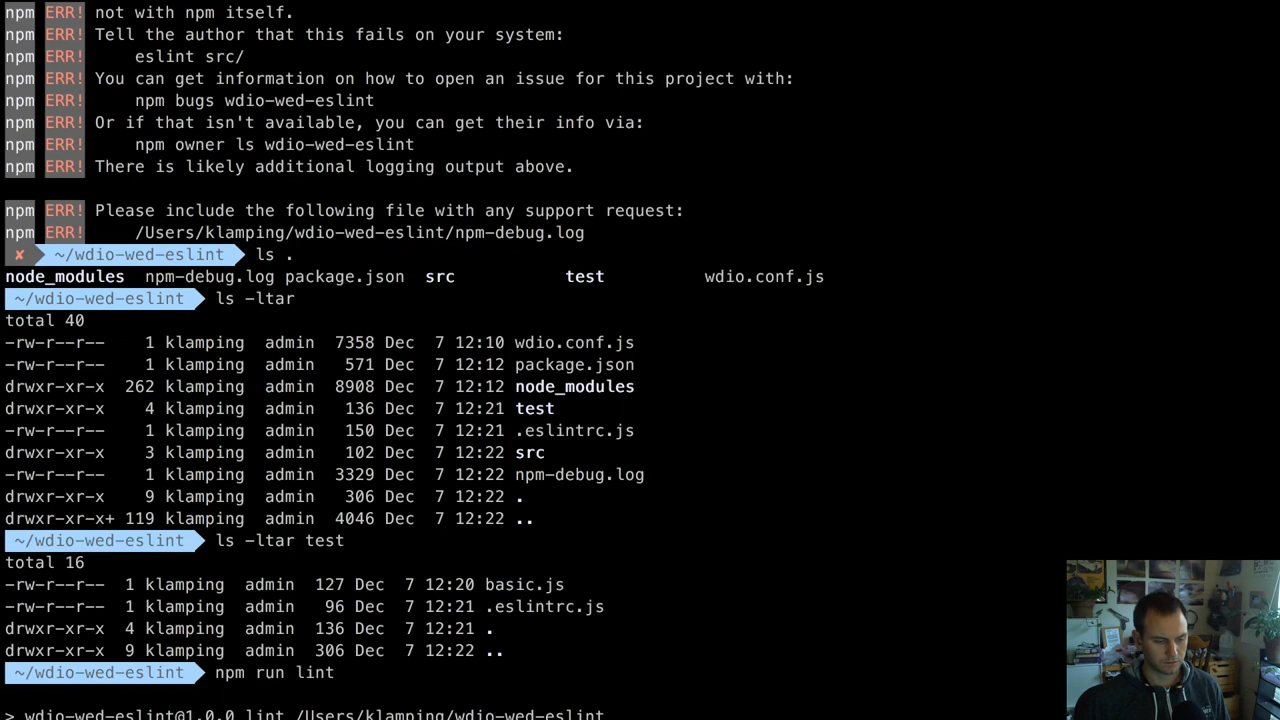 npm ERR! not with npm itself.
npm ERR! Tell the author that this fails on your system:
npm ERR!     eslint src/
npm ERR! You can get information on how to open an issue for this project with:
npm ERR!     npm bugs wdio-wed-eslint
npm ERR! Or if that isn't available, you can get their info via:
npm ERR!     npm owner ls wdio-wed-eslint
npm ERR! There is likely additional logging output above.
npm ERR! Please include the following file with any support request:
npm ERR!     /Users/klamping/wdio-wed-eslint/npm-debug.log
✘ ~/wdio-wed-eslint ls .
node_modules  npm-debug.log package.json  src           test          wdio.conf.js
~/wdio-wed-eslint ls -ltar
total 40
-rw-r--r--    1 klamping  admin  7358 Dec  7 12:10 wdio.conf.js
-rw-r--r--    1 klamping  admin   571 Dec  7 12:12 package.json
drwxr-xr-x  262 klamping  admin  8908 Dec  7 12:12 node_modules
drwxr-xr-x    4 klamping  admin   136 Dec  7 12:21 test
-rw-r--r--    1 klamping  admin   150 Dec  7 12:21 .eslintrc.js
drwxr-xr-x    3 klamping  admin   102 Dec  7 12:22 src
-rw-r--r--    1 klamping  admin  3329 Dec  7 12:22 npm-debug.log
drwxr-xr-x    9 klamping  admin   306 Dec  7 12:22 .
drwxr-xr-x+ 119 klamping  admin  4046 Dec  7 12:22 ..
~/wdio-wed-eslint ls -ltar test
total 16
-rw-r--r--  1 klamping  admin  127 Dec  7 12:20 basic.js
-rw-r--r--  1 klamping  admin   96 Dec  7 12:21 .eslintrc.js
drwxr-xr-x  4 klamping  admin  136 Dec  7 12:21 .
drwxr-xr-x  9 klamping  admin  306 Dec  7 12:22 ..
~/wdio-wed-eslint npm run lint
> wdio-wed-eslint@1.0.0 lint /Users/klamping/wdio-wed-eslint